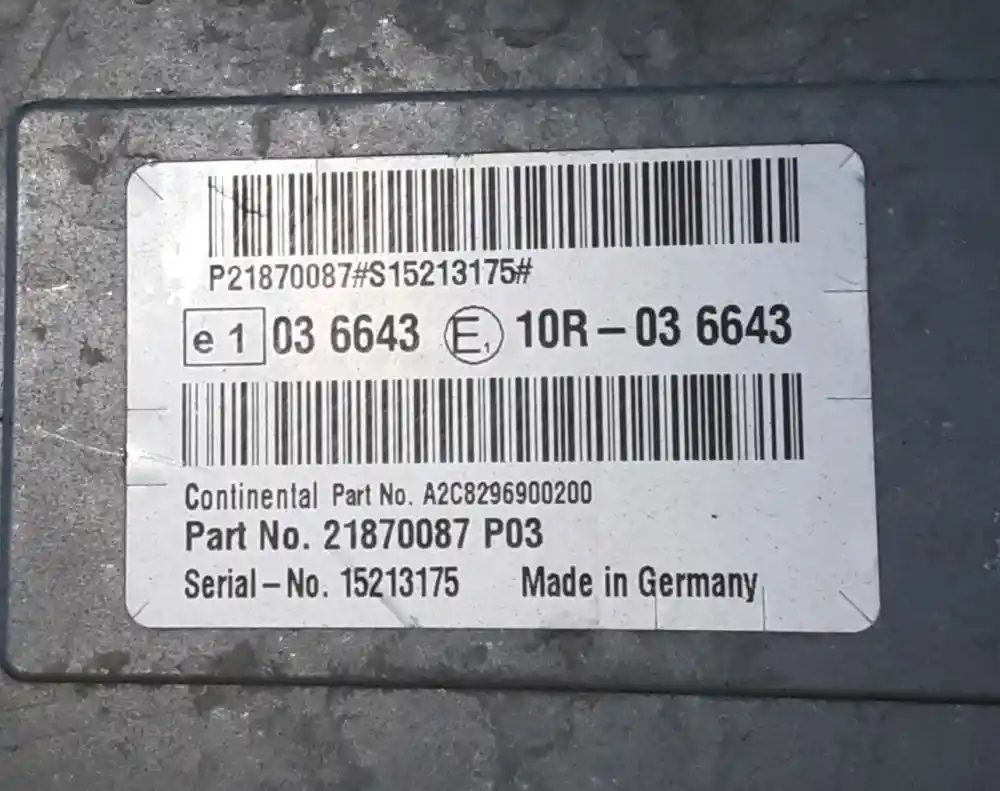 P21870087#S15213175#
e 1 03 6643 E1 10R-03 6643
Continental Part No. A2C8296900200
Part No. 21870087 P03
Serial-No. 15213175 Made in Germany